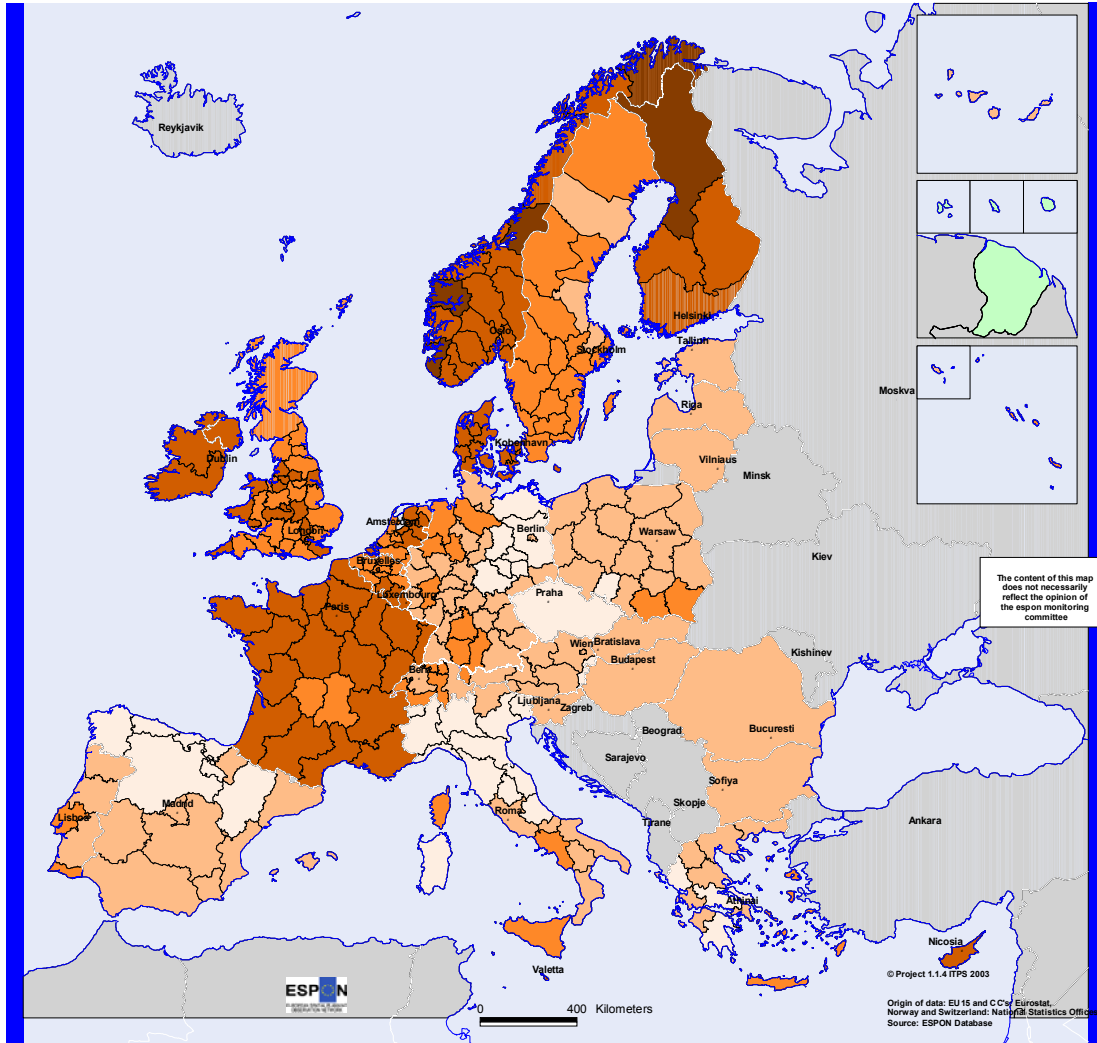 Reykjavik
Oslo
Helsinki
Tallinn
Stockholm
Moskva
Riga
Kobenhavn
Dublin
Vilniaus
Minsk
Amsterdam
Berlin
London
Warsaw
Kiev
Bruxelles
Praha
Luxembourg
Paris
The content of this map
does not necessarily
reflect the opinion of
the espon monitoring
committee
Wien
Bratislava
Kishinev
Budapest
Bern
Ljubljana
Zagreb
Beograd
Bucuresti
Sarajevo
Sofiya
Madrid
Skopje
Roma
Lisboa
Tirane
Ankara
Athinai
Nicosia
Valetta
© Project 1.1.4 ITPS 2003
ESPON
0 400 Kilometers
Origin of data: EU15 and CC's: Eurostat,
Norway and Switzerland: National Statistics Offices
Source: ESPON Database